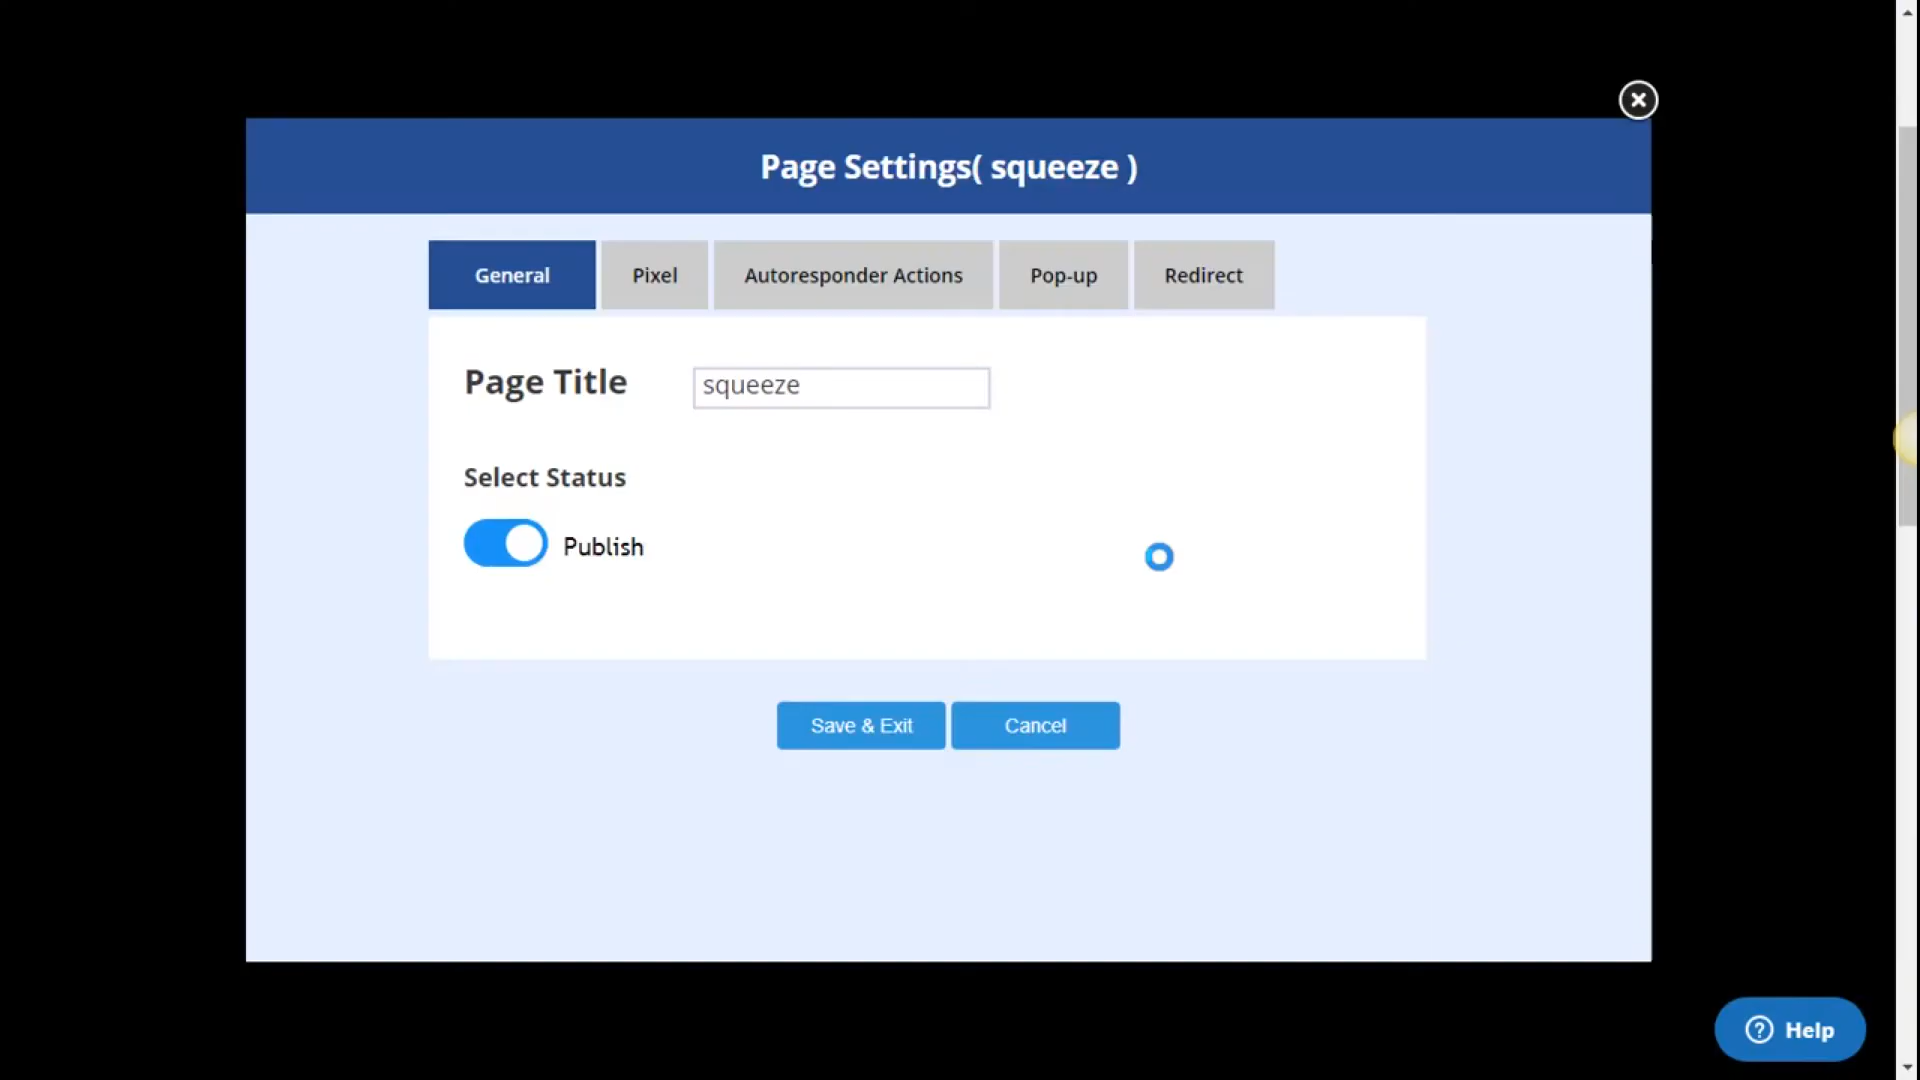 Page Settings( squeeze )
General Pixel Autoresponder Actions Pop-up Redirect
Page Title squeeze
Select Status
Publish
Save & Exit Cancel
Help